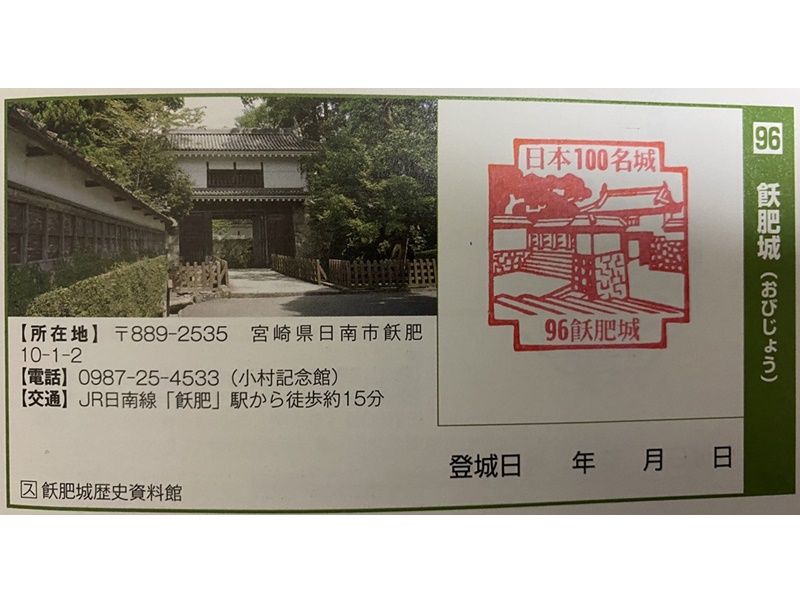 96
飫肥城(おびじょう)
日本100名城
96飫肥城
【所在地】〒889-2535 宮崎県日南市飫肥
10-1-2
【電話】0987-25-4533(小村記念館)
【交通】JR日南線「飫肥」駅から徒歩約15分
ス 飫肥城歴史資料館
登城日 年 月 日